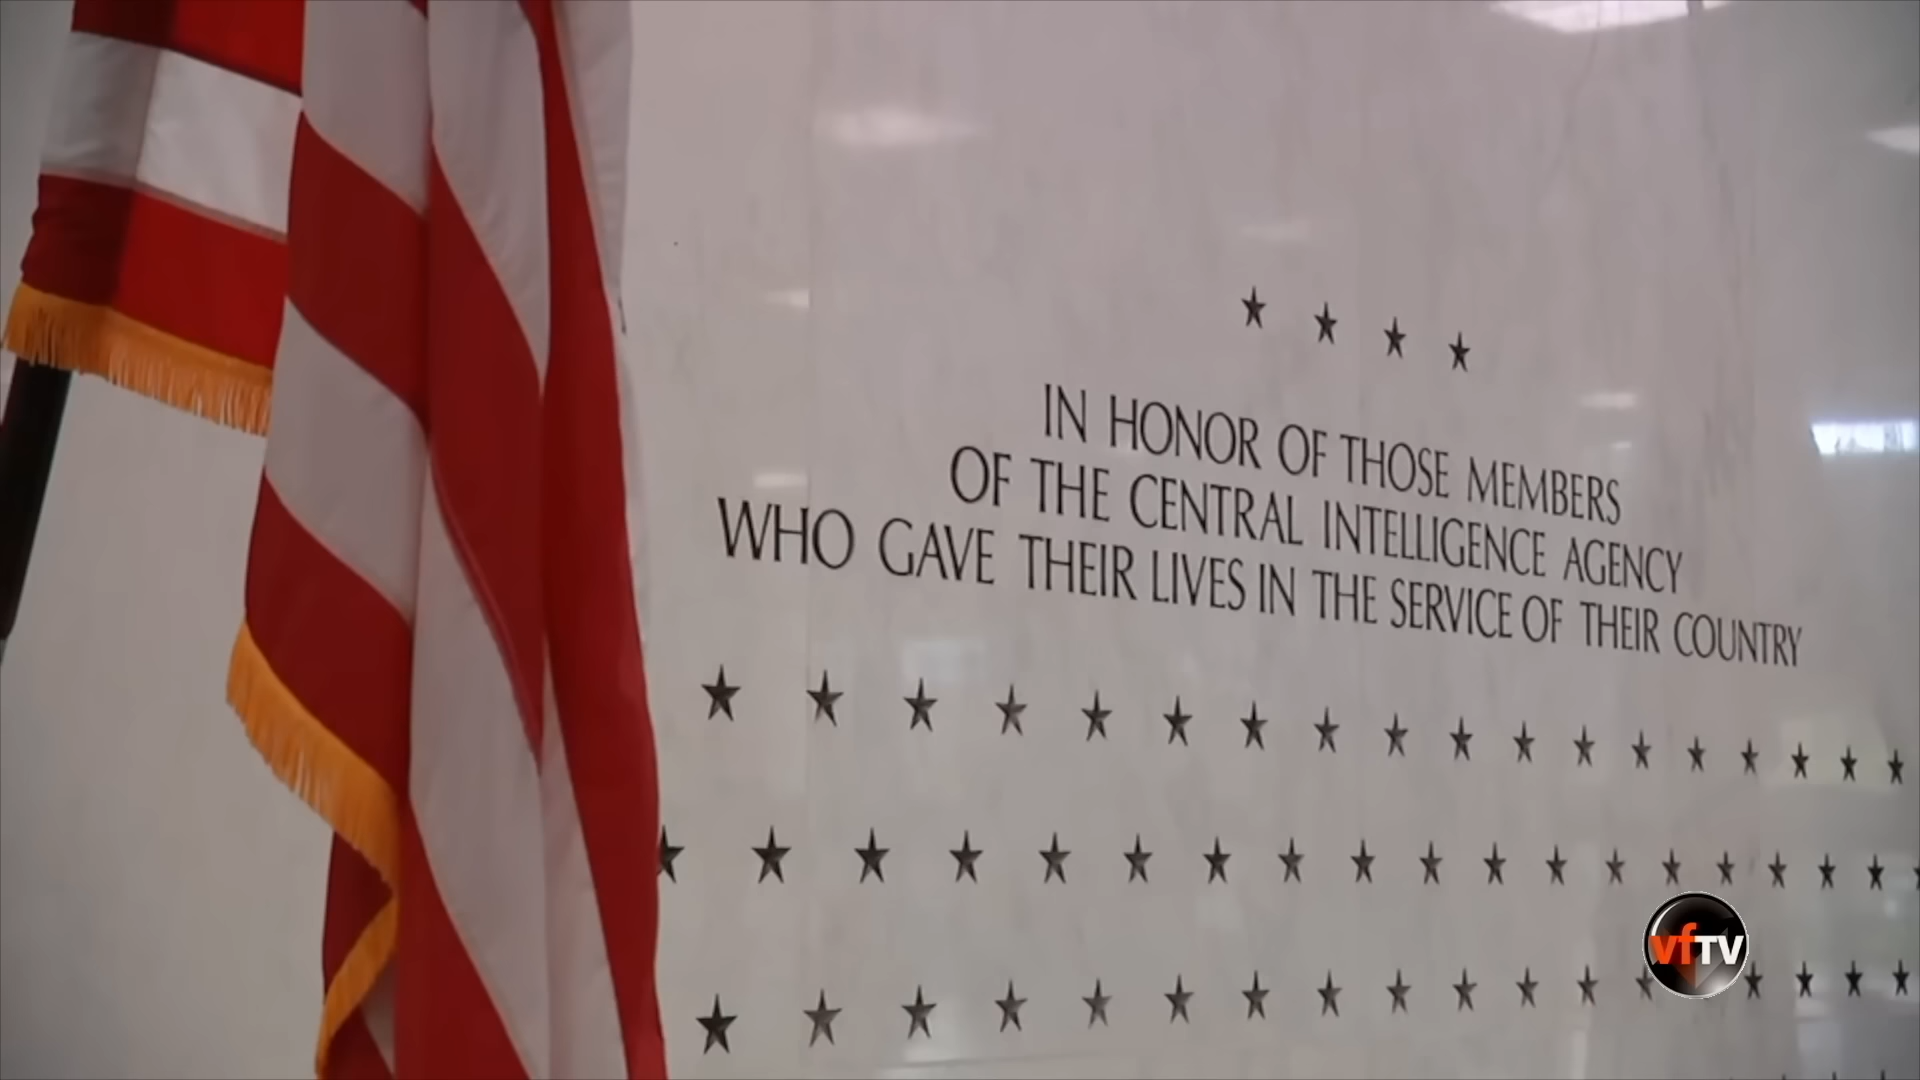 IN HONOR OF THOSE MEMBERS
OF THE CENTRAL INTELLIGENCE AGENCY
WHO GAVE THEIR LIVES IN THE SERVICE OF THEIR COUNTRY
vfTV